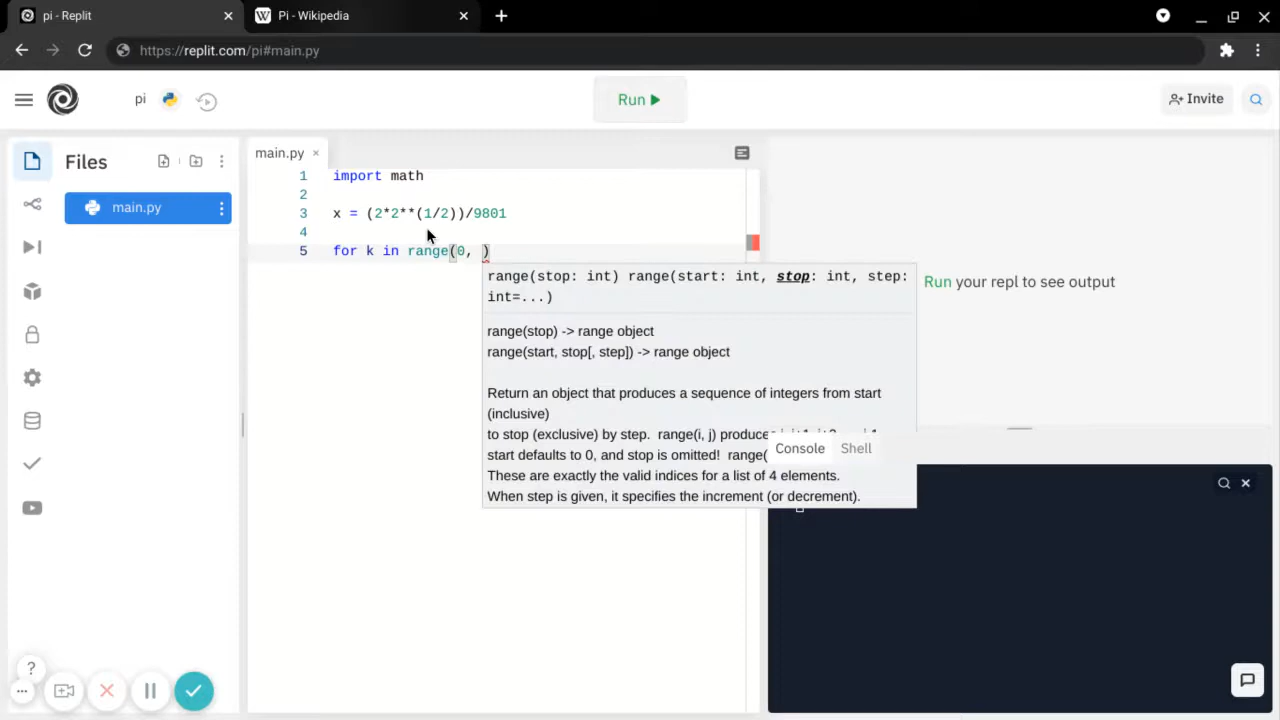 pi - Replit
Pi - Wikipedia
https://replit.com/pi#main.py
pi
Run
Invite
Files
main.py
main.py
1 import math
2
3 x = (2*2**(1/2))/9801
4
5 for k in range(0, )
range(stop: int) range(start: int, stop: int, step:
int=...)
range(stop) -> range object
range(start, stop[, step]) -> range object
Return an object that produces a sequence of integers from start
(inclusive)
to stop (exclusive) by step. range(i, j) produce
start defaults to 0, and stop is omitted! range(
These are exactly the valid indices for a list of 4 elements.
When step is given, it specifies the increment (or decrement).
Run your repl to see output
Console Shell
?